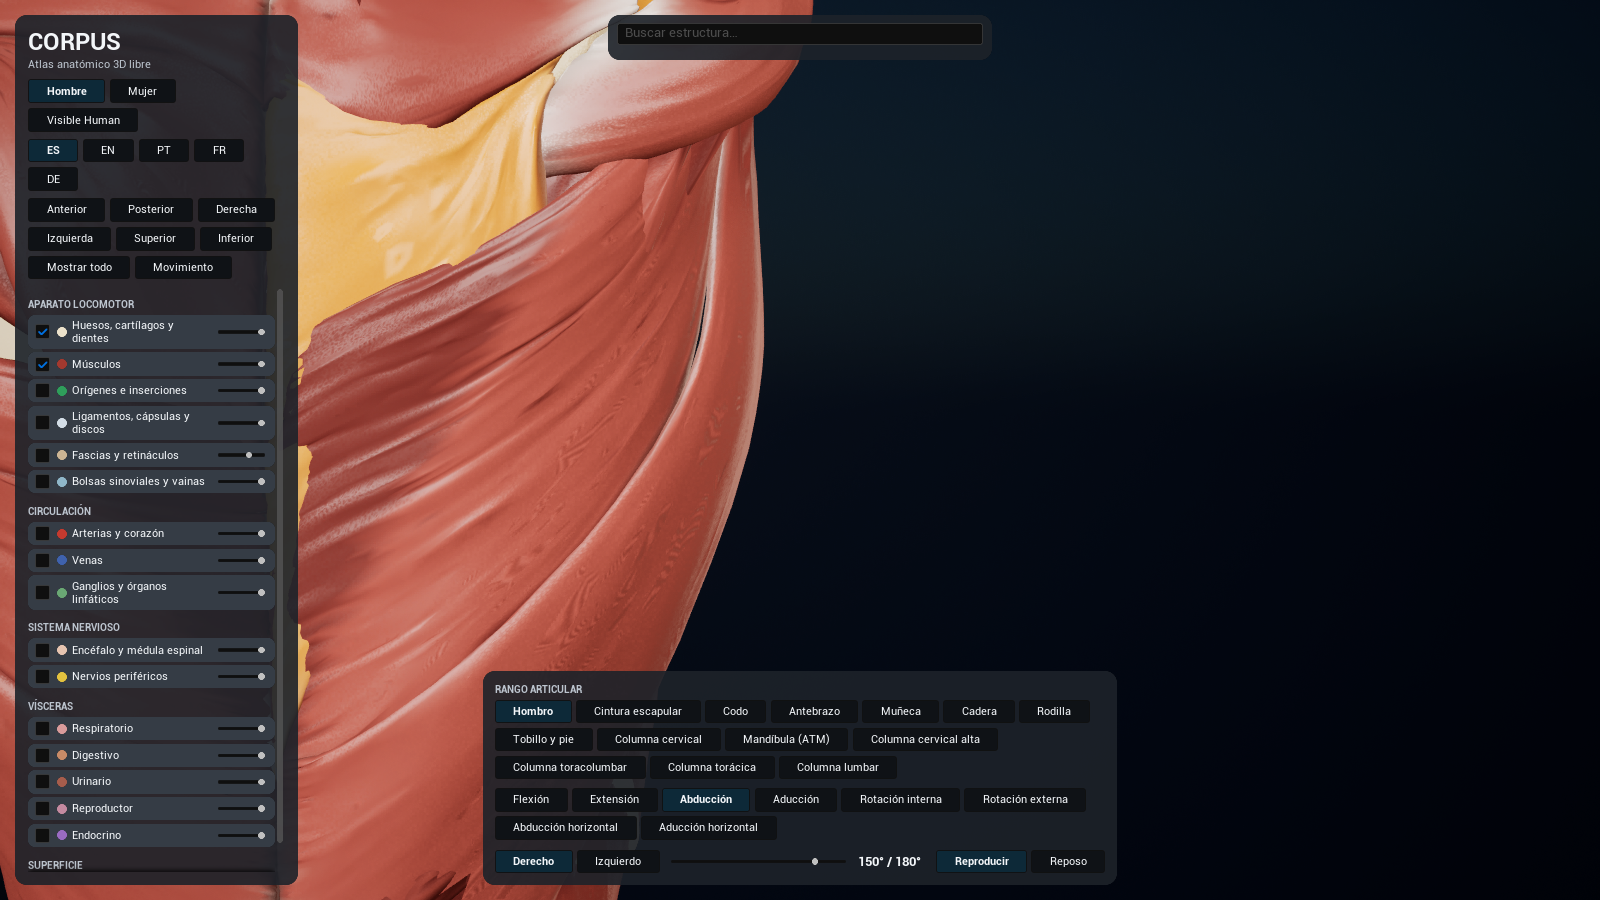 CORPUS
Atlas anatómico 3D libre
Hombre Mujer
Visible Human
ES EN PT FR
DE
Anterior Posterior Derecha
Izquierda Superior Inferior
Mostrar todo Movimiento
APARATO LOCOMOTOR
Huesos, cartílagos y
dientes
Músculos
Orígenes e inserciones
Ligamentos, cápsulas y
discos
Fascias y retináculos
Bolsas sinoviales y vainas
CIRCULACIÓN
Arterias y corazón
Venas
Ganglios y órganos
linfáticos
SISTEMA NERVIOSO
Encéfalo y médula espinal
Nervios periféricos
VÍSCERAS
Respiratorio
Digestivo
Urinario
Reproductor
Endocrino
SUPERFICIE
Buscar estructura...
RANGO ARTICULAR
Hombro Cintura escapular Codo Antebrazo Muñeca Cadera Rodilla
Tobillo y pie Columna cervical Mandíbula (ATM) Columna cervical alta
Columna toracolumbar Columna torácica Columna lumbar
Flexión Extensión Abducción Aducción Rotación interna Rotación externa
Abducción horizontal Aducción horizontal
Derecho Izquierdo 150° / 180° Reproducir Reposo